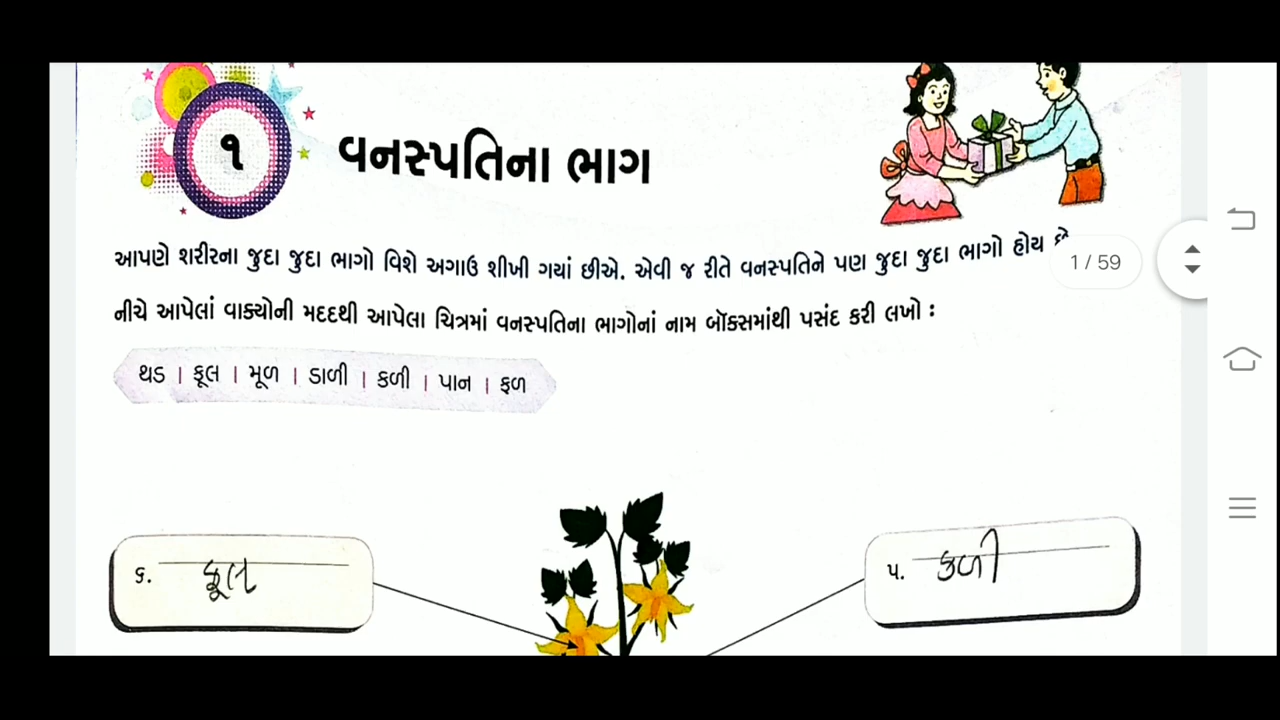 ૧
વનસ્પતિના ભાગ
આપણે શરીરના જુદા જુદા ભાગો વિશે અગાઉ શીખી ગયાં છીએ. એવી જ રીતે વનસ્પતિને પણ જુદા જુદા ભાગો હોય છે
1 / 59
નીચે આપેલાં વાક્યોની મદદથી આપેલા ચિત્રમાં વનસ્પતિના ભાગોનાં નામ બૉક્સમાંથી પસંદ કરી લખો :
થડ | ફૂલ | મૂળ | ડાળી | કળી | પાન | ફળ
૬. ફૂલ
૫. કળી